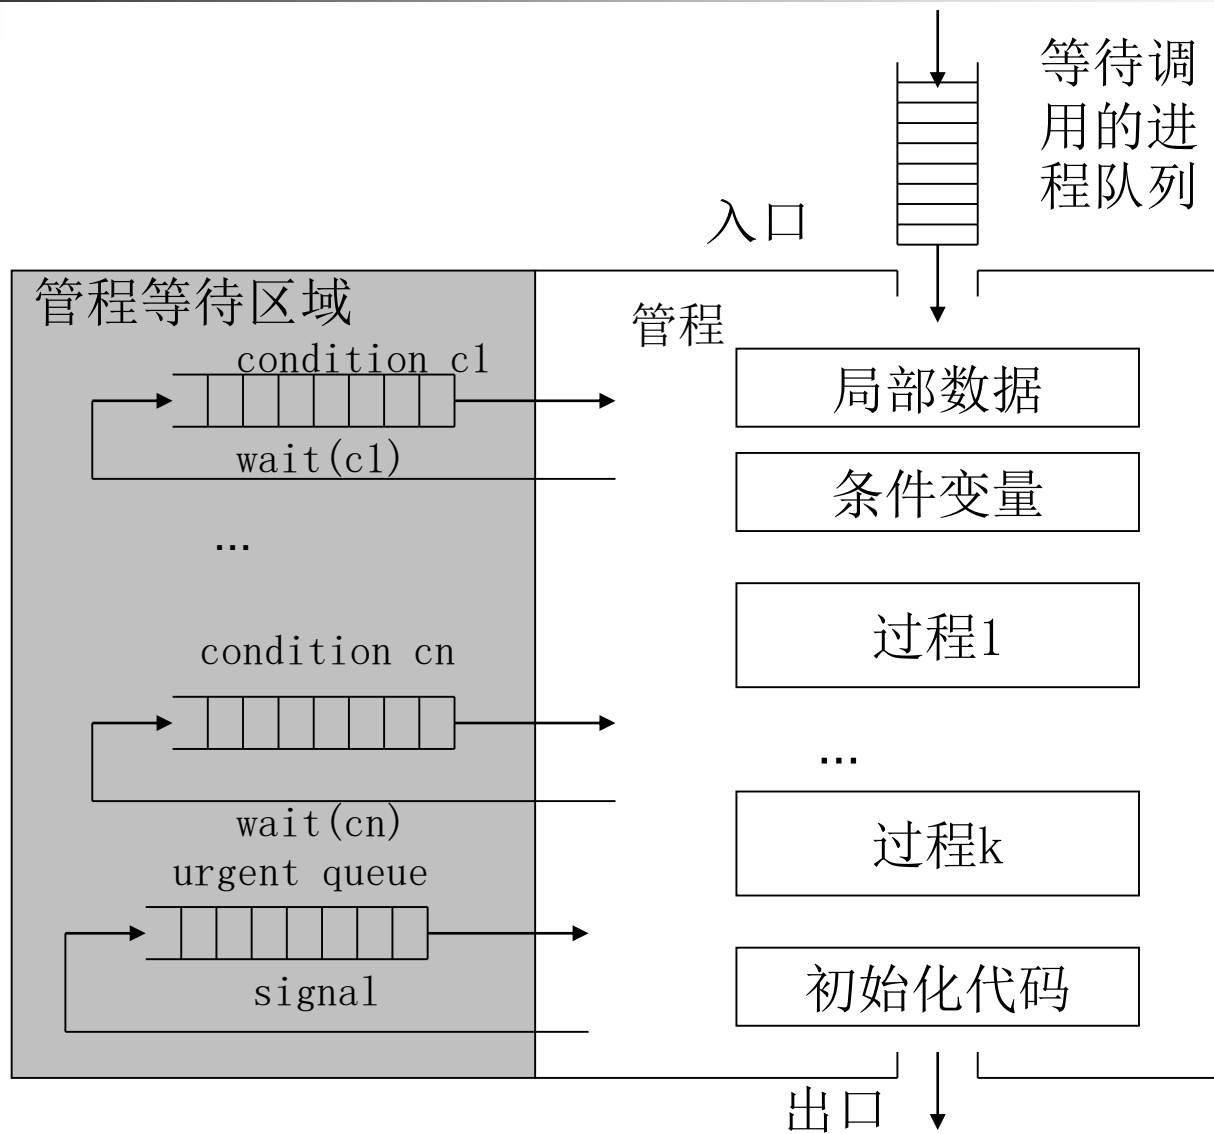 等待调
用的进
程队列
入口
管程等待区域
管程
condition c1
局部数据
wait(c1)
条件变量
...
过程1
condition cn
...
wait(cn)
过程k
urgent queue
signal
初始化代码
出口